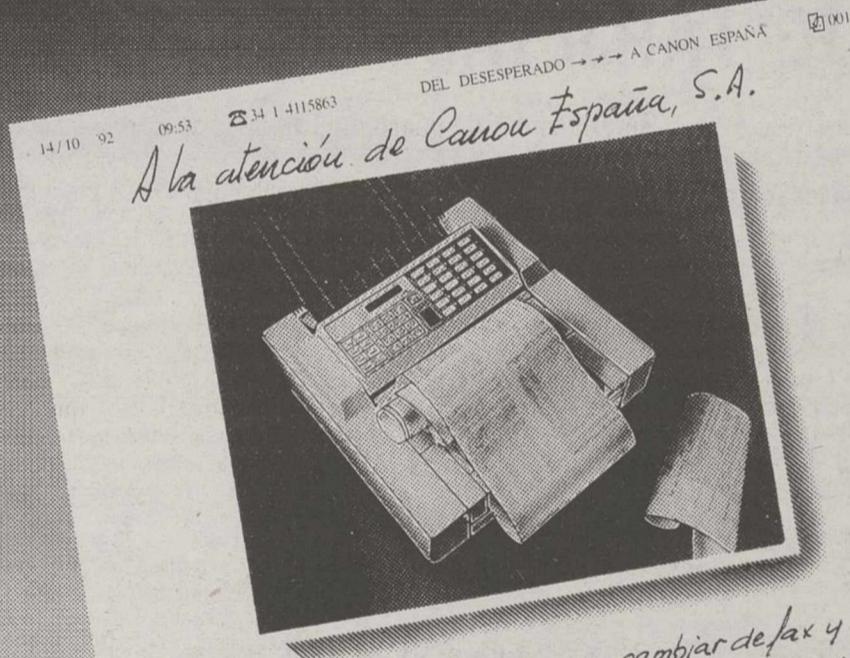 14/10 '92 09:53 ☎34 1 4115863 DEL DESESPERADO →→→ A CANON ESPAÑA 001
A la atención de Canon España, S.A.
cambiar de fax y